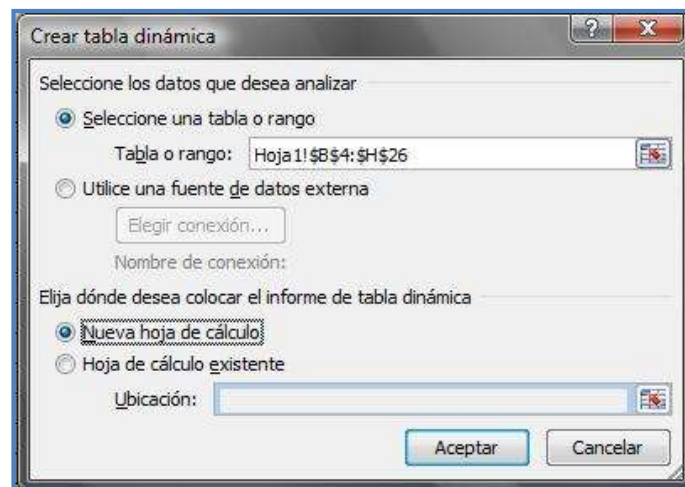 Crear tabla dinámica
Seleccione los datos que desea analizar
Seleccione una tabla o rango
Tabla o rango: Hoja1!$B$4:$H$26
Utilice una fuente de datos externa
Elegir conexión...
Nombre de conexión:
Elija dónde desea colocar el informe de tabla dinámica
Nueva hoja de cálculo
Hoja de cálculo existente
Ubicación:
Aceptar Cancelar